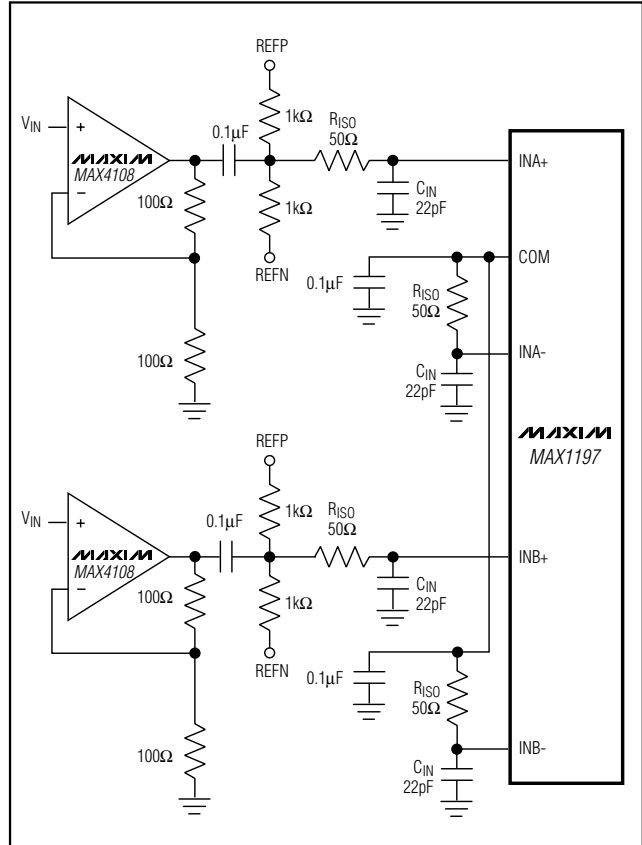 REFP
VIN
+
MAXIM
MAX4108
−
0.1µF
1kΩ
RISO
50Ω
INA+
100Ω
1kΩ
CIN
22pF
REFN
COM
0.1µF
RISO
50Ω
100Ω
INA-
CIN
22pF
MAXIM
MAX1197
REFP
VIN
+
MAXIM
MAX4108
−
0.1µF
1kΩ
RISO
50Ω
INB+
100Ω
1kΩ
CIN
22pF
REFN
0.1µF
RISO
50Ω
100Ω
INB-
CIN
22pF